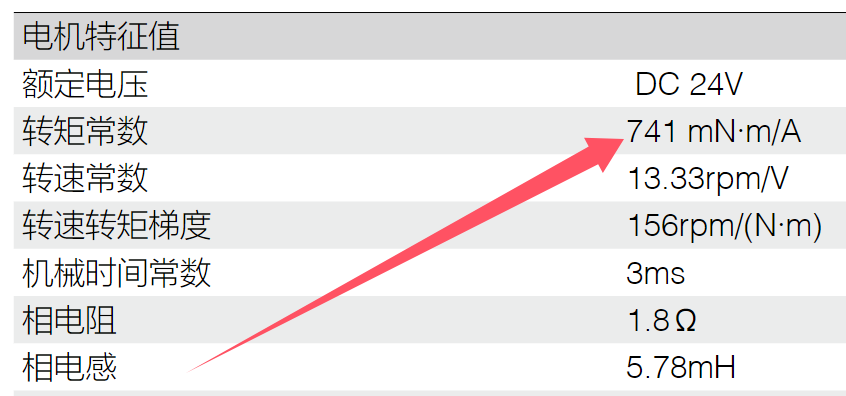 电机特征值
额定电压 DC 24V
转矩常数 741 mN·m/A
转速常数 13.33rpm/V
转速转矩梯度 156rpm/(N·m)
机械时间常数 3ms
相电阻 1.8Ω
相电感 5.78mH